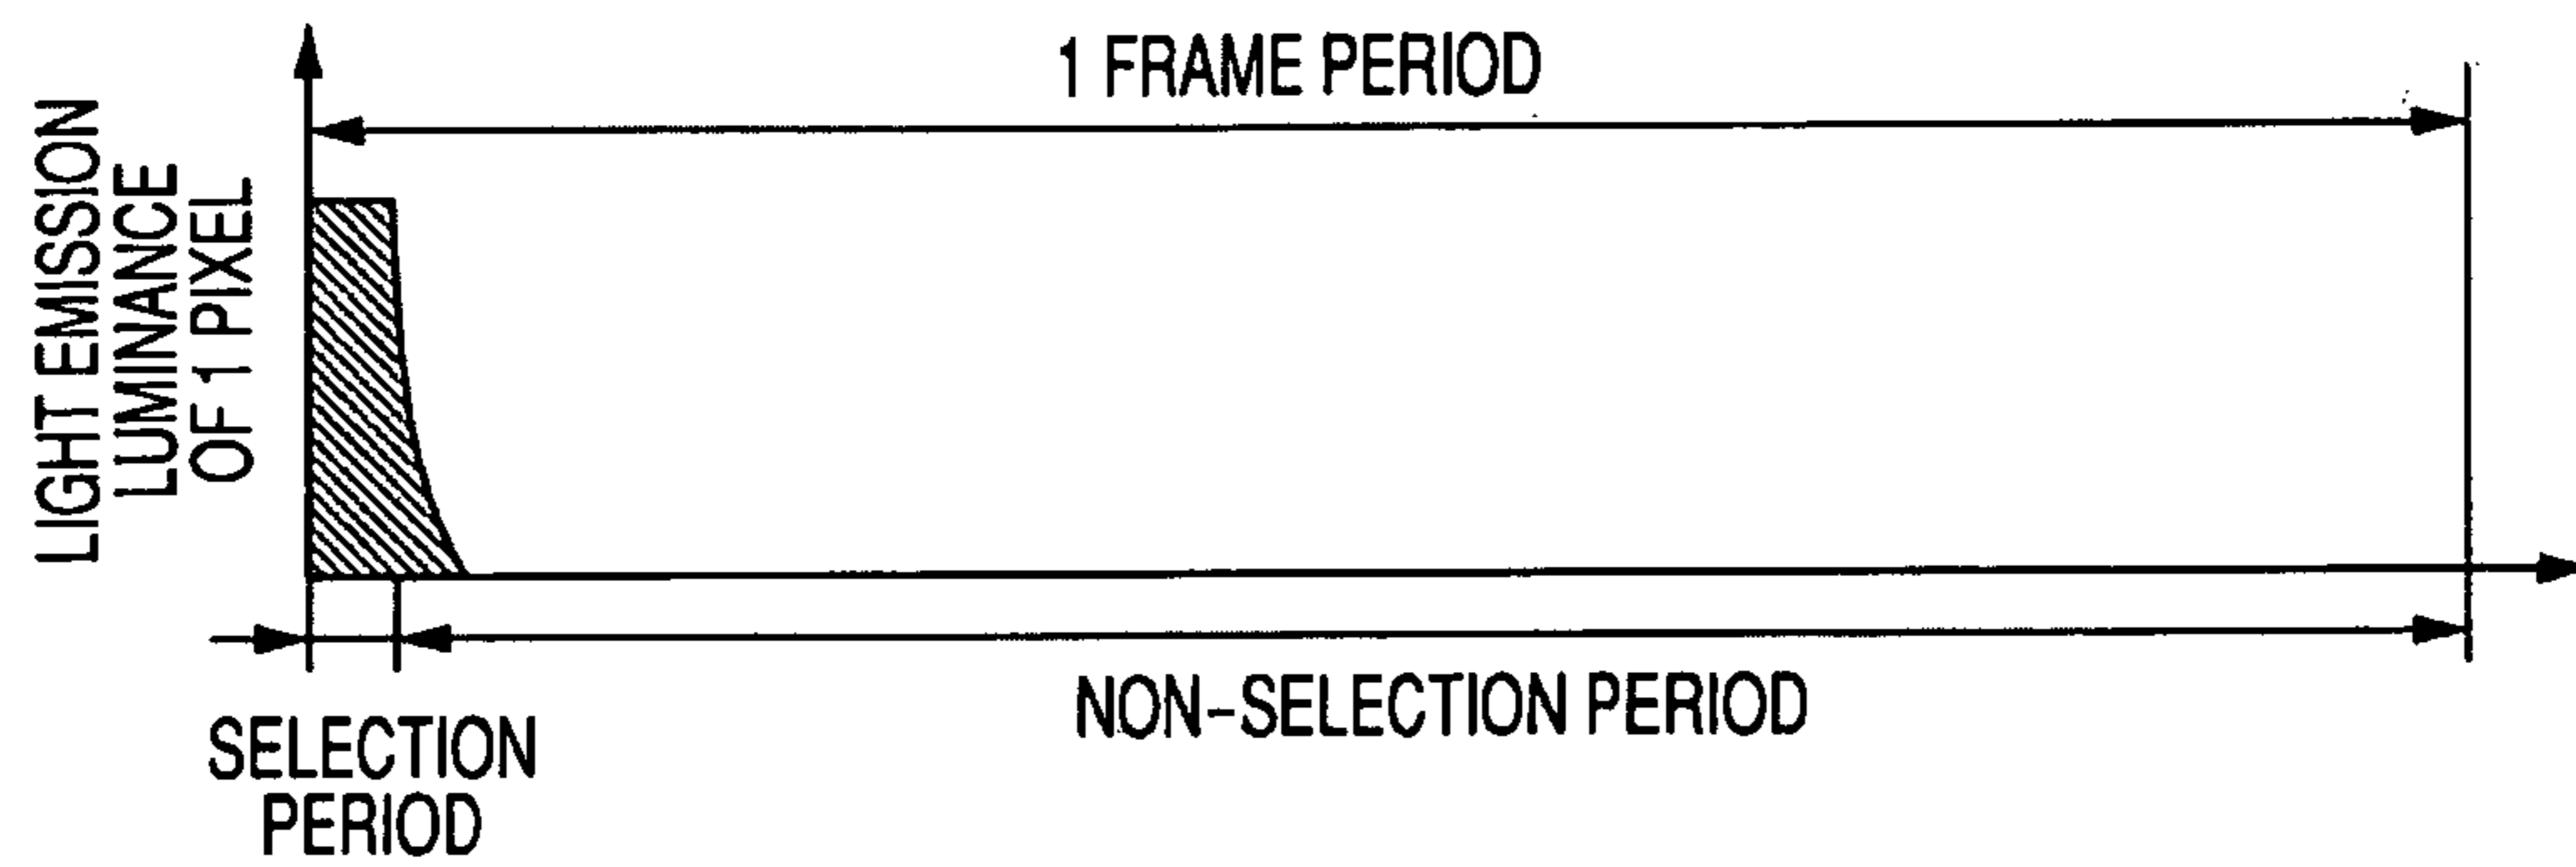 1 FRAME PERIOD
LIGHT EMISSION
LUMINANCE
OF 1 PIXEL
NON-SELECTION PERIOD
SELECTION
PERIOD